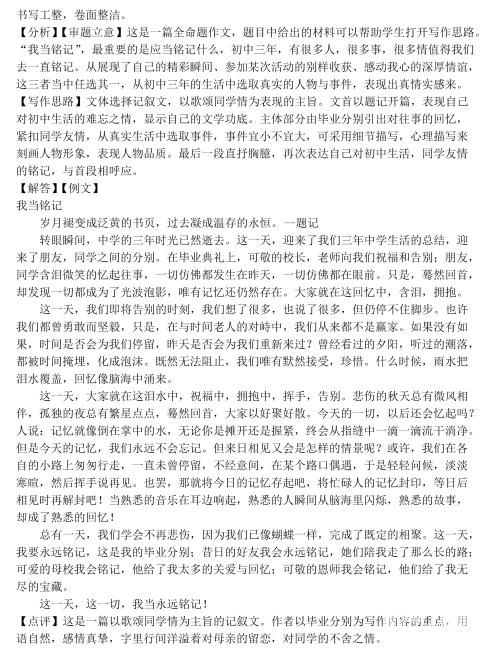 书写工整，卷面整洁。
【分析】【审题立意】这是一篇全命题作文，题目中给出的材料可以帮助学生打开写作思路。
“我当铭记”，最重要的是应当铭记什么，初中三年，有很多人，很多事，很多情值得我们
去一直铭记。从展现了自己的精彩瞬间、参加某次活动的别样收获、感动我心的深厚情谊，
这三者当中任选其一，从初中三年的生活中选取真实的人物与事件，表现出真情实感来。
【写作思路】文体选择记叙文，以歌颂同学情为表现的主旨。文首以题记开篇，表现自己
对初中生活的难忘之情，显示自己的文学功底。主体部分由毕业分别引出对往事的回忆，
紧扣同学友情，从真实生活中选取事件，事件宜小不宜大，可采用细节描写，心理描写来
刻画人物形象，表现人物品质。最后一段直抒胸臆，再次表达自己对初中生活，同学友情
的铭记，与首段相呼应。
【解答】【例文】
我当铭记
岁月褪变成泛黄的书页，过去凝成温存的永恒。--题记
转眼瞬间，中学的三年时光已然逝去。这一天，迎来了我们三年中学生活的总结，迎
来了朋友，同学之间的分别。在毕业典礼上，可敬的校长，老师向我们祝福和告别；朋友，
同学含泪微笑的忆起往事，一切仿佛都发生在昨天，一切仿佛都在眼前。只是，蓦然回首，
却发现一切都成为了光波泡影，唯有记忆还仍然存在。大家就在这回忆中，含泪，拥抱。
这一天，我们即将告别的时刻，我们想了很多，也说了很多，但仍停不住脚步。也许
我们都曾勇敢而坚毅，只是，在与时间老人的对峙中，我们从来都不是赢家。如果没有如
果，时间是否会为我们停留，昨天是否会为我们重新来过？曾经看过的夕阳，听过的潮落，
都被时间掩埋，化成泡沫。既然无法阻止，我们唯有默然接受，珍惜。什么时候，雨水把
泪水覆盖，回忆像脑海中涌来。
这一天，大家就在这泪水中，祝福中，拥抱中，挥手，告别。悲伤的秋天总有微风相
伴，孤独的夜总有繁星点点，蓦然回首，大家以好聚好散。今天的一切，以后还会忆起吗？
人说：记忆就像倒在掌中的水，无论你是摊开还是握紧，终会从指缝中一滴一滴流干淌净。
但是今天的记忆，我们永远不会忘记。但来日相见又会是怎样的情景呢？或许，我们在各
自的小路上匆匆行走，一直未曾停留，不经意间，在某个路口偶遇，于是轻轻问候，淡淡
寒暄，然后挥手说再见。也罢，那就将今日的记忆存起吧，将忙碌人的记忆封印，等日后
相见时再解封吧！当熟悉的音乐在耳边响起，熟悉的人瞬间从脑海里闪烁，熟悉的故事，
却成了熟悉的回忆！
总有一天，我们学会不再悲伤，因为我们已像蝴蝶一样，完成了既定的相聚。这一天，
我要永远铭记，这是我的毕业分别；昔日的好友我会永远铭记，她们陪我走了那么长的路；
可爱的母校我会铭记，他给了我太多的关爱与回忆；可敬的恩师我会铭记，他们给了我无
尽的宝藏。
这一天，这一切，我当永远铭记！
【点评】这是一篇以歌颂同学情为主旨的记叙文。作者以毕业分别为写作内容的重点，用
语自然，感情真挚，字里行间洋溢着对母亲的留恋，对同学的不舍之情。